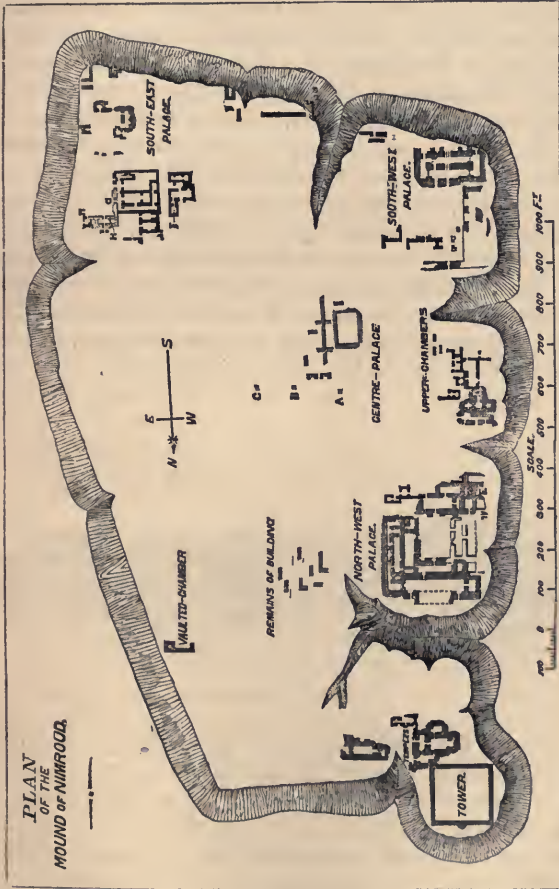 PLAN
OF THE
MOUND OF NIMROOD.
VAULTED-CHAMBER
N
E
W
S
SOUTH-EAST
PALACE.
REMAINS OF BUILDING
C
B
A
CENTRE-PALACE
NORTH-WEST
PALACE.
UPPER-CHAMBERS
SOUTH-WEST
PALACE.
TEMPLES
TOWER.
SCALE.
100 0 100 200 300 400 500 600 700 800 900 1000 FT